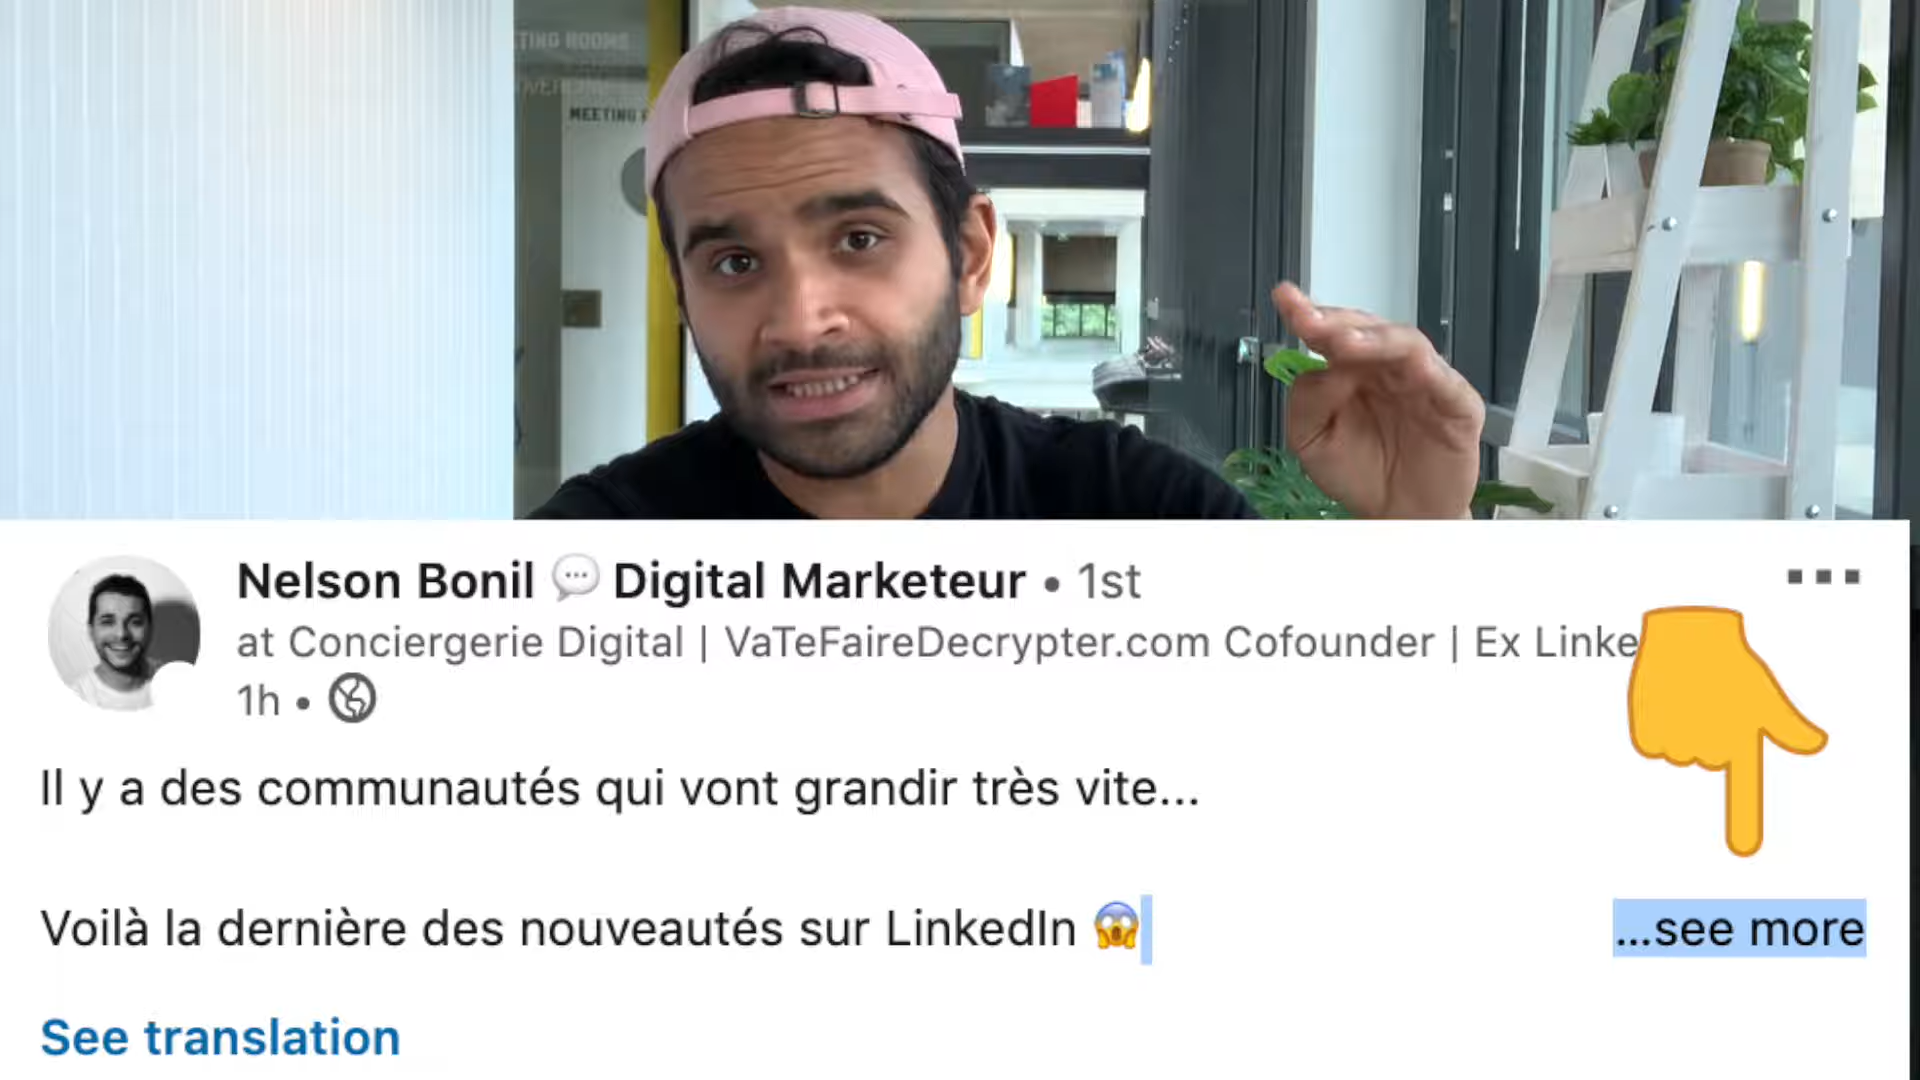 MEETING
Nelson Bonil 💬 Digital Marketeur • 1st
at Conciergerie Digital | VaTeFaireDecrypter.com Cofounder | Ex Linke
1h •
Il y a des communautés qui vont grandir très vite...
Voilà la dernière des nouveautés sur LinkedIn 😱 ...see more
See translation